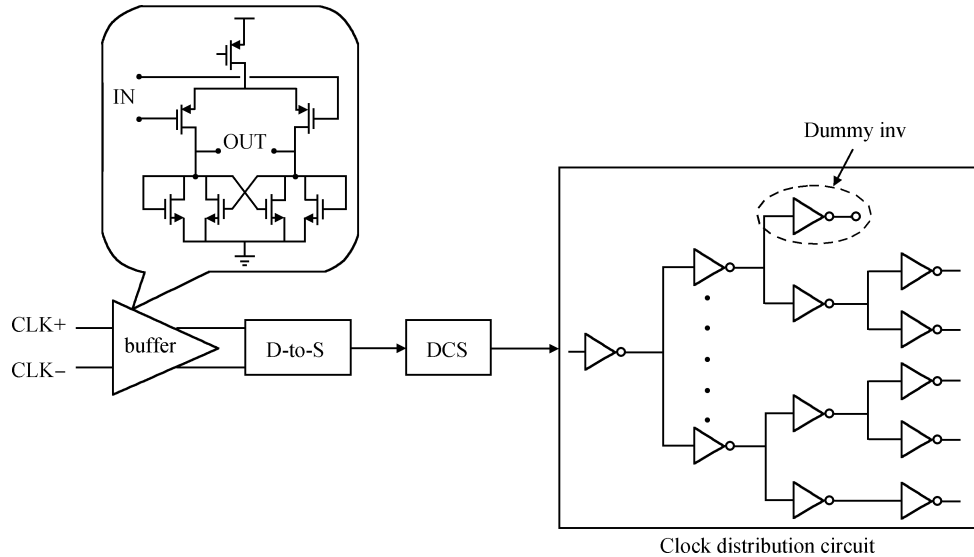 IN
OUT
Dummy inv
CLK+
CLK−
buffer
D-to-S
DCS
Clock distribution circuit